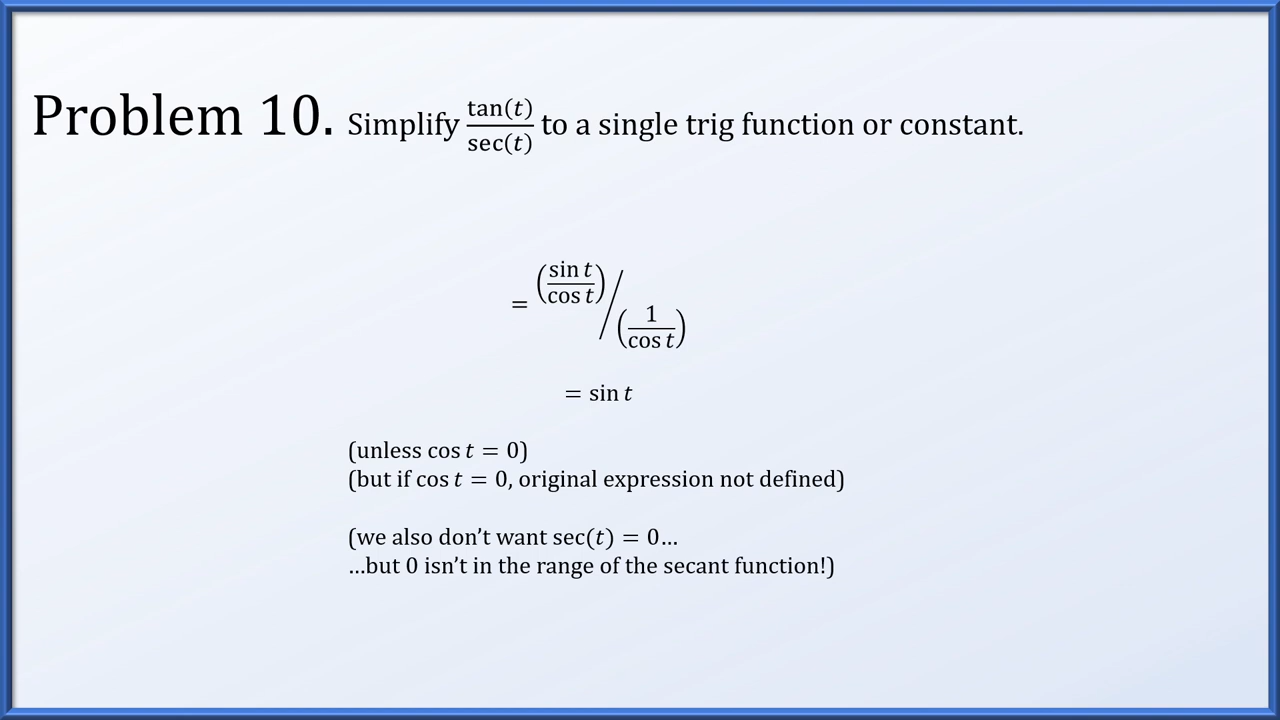 Problem 10. Simplify tan(t)/sec(t) to a single trig function or constant.
= (sin t/cos t)/(1/cos t)
= sin t
(unless cos t = 0)
(but if cos t = 0, original expression not defined)
(we also don’t want sec(t) = 0…
…but 0 isn’t in the range of the secant function!)